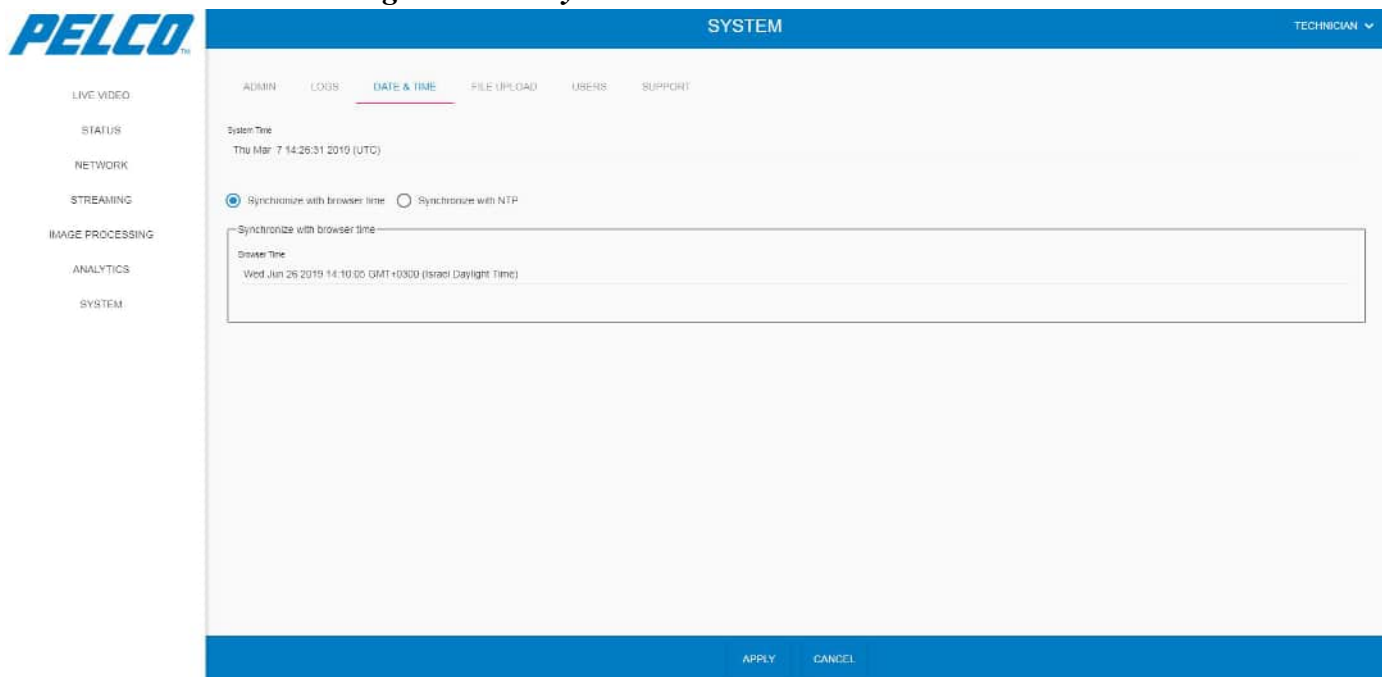 PELCO
TM
SYSTEM
TECHNICIAN
LIVE VIDEO
STATUS
NETWORK
STREAMING
IMAGE PROCESSING
ANALYTICS
SYSTEM
ADMIN LOGS DATE & TIME FILE UPLOAD USERS SUPPORT
System Time
Thu Mar 7 14:26:31 2019 (UTC)
Synchronize with browser time Synchronize with NTP
Synchronize with browser time
Browser Time
Wed Jun 26 2019 14:10:05 GMT+0300 (Israel Daylight Time)
APPLY CANCEL